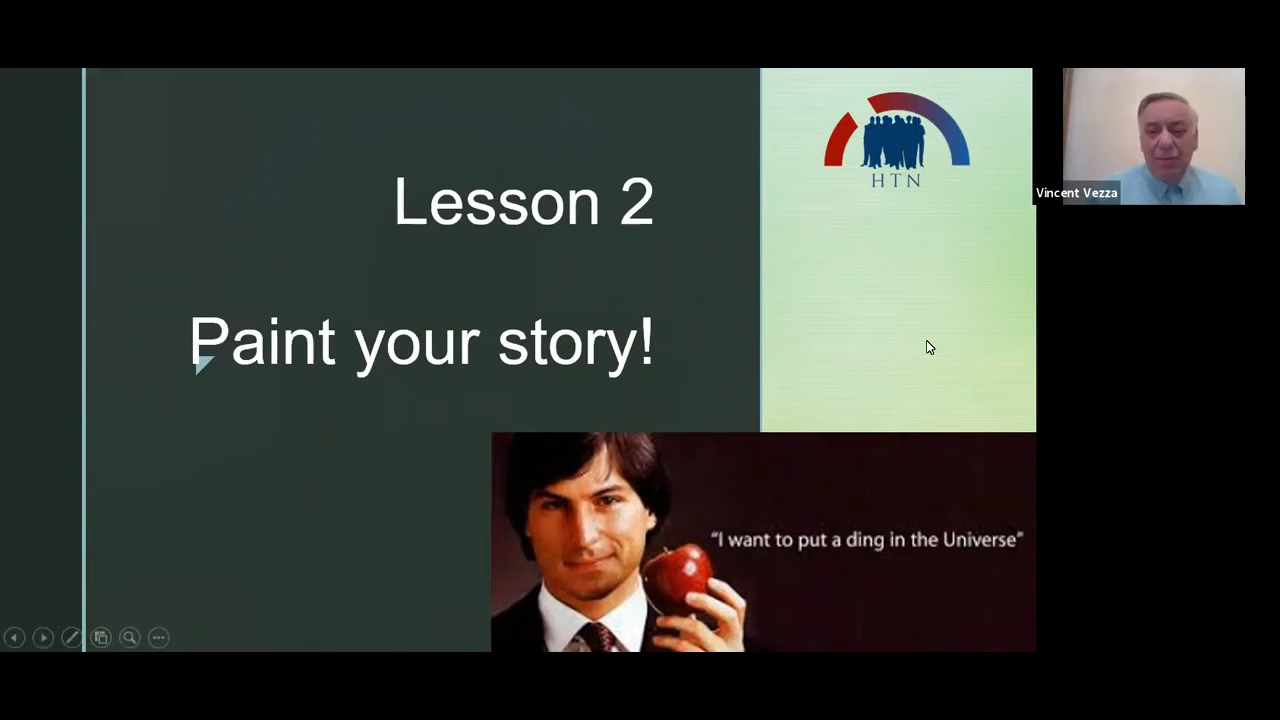 Lesson 2
Paint your story!
HTN
Vincent Vezza
“I want to put a ding in the Universe”